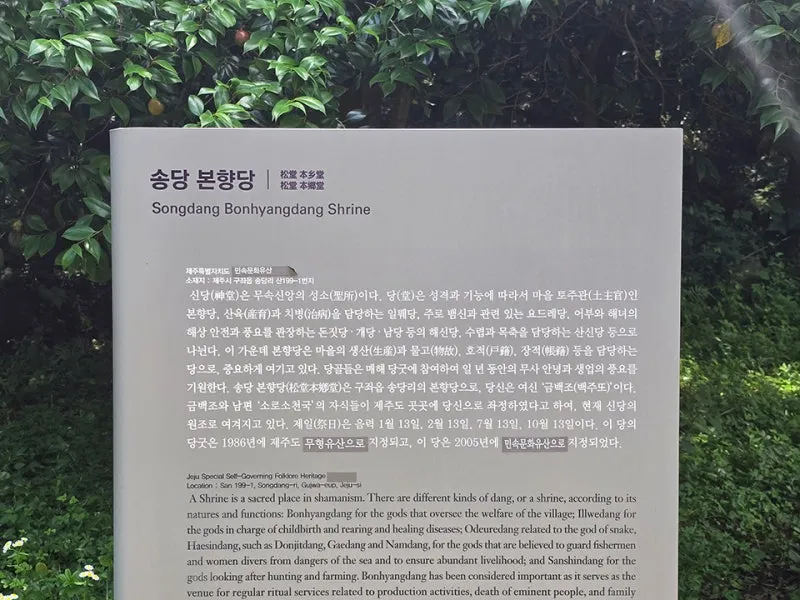 송당 본향당
松堂 本乡堂
松堂 本鄕堂
Songdang Bonhyangdang Shrine
제주특별자치도 민속문화유산
소재지 : 제주시 구좌읍 송당리 산199-1번지
신당(神堂)은 무속신앙의 성소(聖所)이다. 당(堂)은 성격과 기능에 따라서 마을 토주관(土主官)인
본향당, 산육(産育)과 치병(治病)을 담당하는 일뤠당, 주로 뱀신과 관련 있는 요드레당, 어부와 해녀의
해상 안전과 풍요를 관장하는 돈짓당·개당·남당 등의 해신당, 수렵과 목축을 담당하는 산신당 등으로
나뉜다. 이 가운데 본향당은 마을의 생산(生産)과 물고(物故), 호적(戶籍), 장적(帳籍) 등을 담당하는
당으로, 중요하게 여기고 있다. 당골들은 매해 당굿에 참여하여 일 년 동안의 무사 안녕과 생업의 풍요를
기원한다. 송당 본향당(松堂本鄕堂)은 구좌읍 송당리의 본향당으로, 당신은 여신 '금백조(백주또)'이다.
금백조와 남편 '소로소천국'의 자식들이 제주도 곳곳에 당신으로 좌정하였다고 하여, 현재 신당의
원조로 여겨지고 있다. 제일(祭日)은 음력 1월 13일, 2월 13일, 7월 13일, 10월 13일이다. 이 당의
당굿은 1986년에 제주도 무형유산으로 지정되고, 이 당은 2005년에 민속문화유산으로 지정되었다.
Jeju Special Self-Governing Folklore Heritage
Location : San 199-1, Songdang-ri, Gujwa-eup, Jeju-si
A Shrine is a sacred place in shamanism. There are different kinds of dang, or a shrine, according to its
natures and functions: Bonhyangdang for the gods that oversee the welfare of the village; Illwedang for
the gods in charge of childbirth and rearing and healing diseases; Odeuredang related to the god of snake,
Haesindang, such as Donjitdang, Gaedang and Namdang, for the gods that are believed to guard fishermen
and women divers from dangers of the sea and to ensure abundant livelihood; and Sanshindang for the
gods looking after hunting and farming. Bonhyangdang has been considered important as it serves as the
venue for regular ritual services related to production activities, death of eminent people, and family